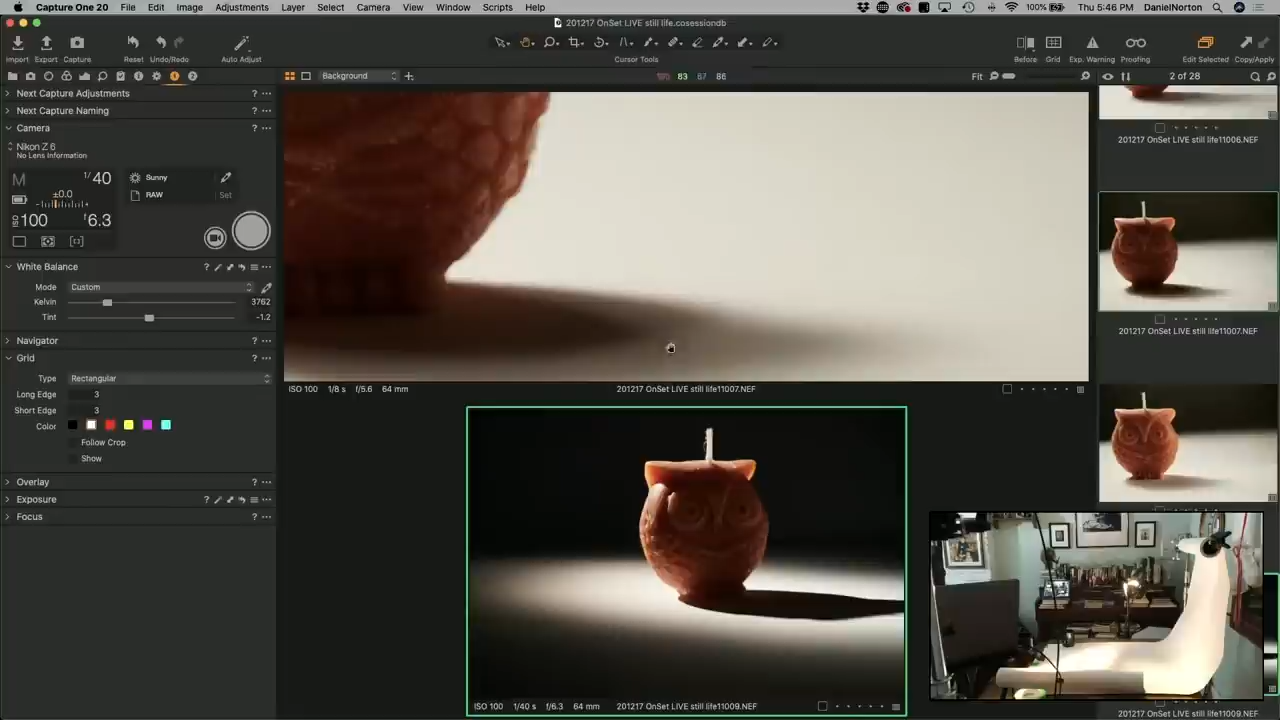 Capture One 20 File Edit Image Adjustments Layer Select Camera View Window Scripts Help 100% Thu 5:46 PM DanielNorton
201217 OnSet LIVE still life.cosessiondb
Import Export Capture Reset Undo/Redo Auto Adjust Cursor Tools Before Grid Exp. Warning Proofing Edit Selected Copy/Apply
Background 83 87 86 Fit 2 of 28
Next Capture Adjustments
Next Capture Naming
Camera
Nikon Z 6
No Lens Information
M 1/40 Sunny
±0.0 RAW Set
ISO 100 f6.3
White Balance
Mode Custom
Kelvin 3762
Tint -1.2
Navigator
Grid
Type Rectangular
Long Edge 3
Short Edge 3
Color
Follow Crop
Show
Overlay
Exposure
Focus
ISO 100 1/8 s f/5.6 64 mm 201217 OnSet LIVE still life11007.NEF
ISO 100 1/40 s f/6.3 64 mm 201217 OnSet LIVE still life11009.NEF
201217 OnSet LIVE still life11006.NEF
201217 OnSet LIVE still life11007.NEF
201217 OnSet LIVE still life11009.NEF